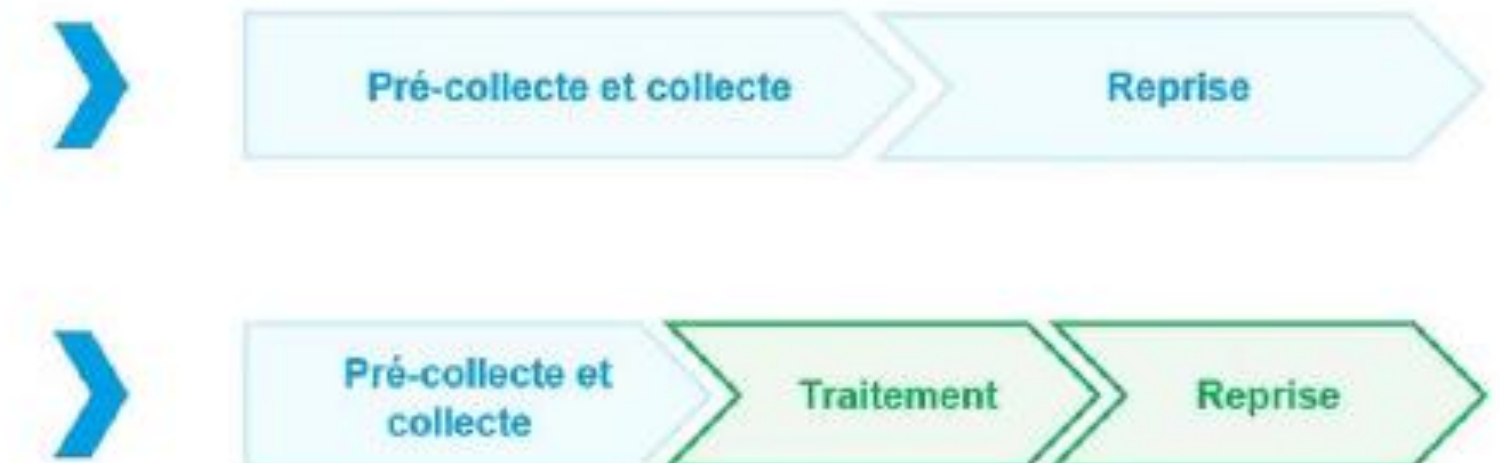 Pré-collecte et collecte
Reprise
Pré-collecte et
collecte
Traitement
Reprise